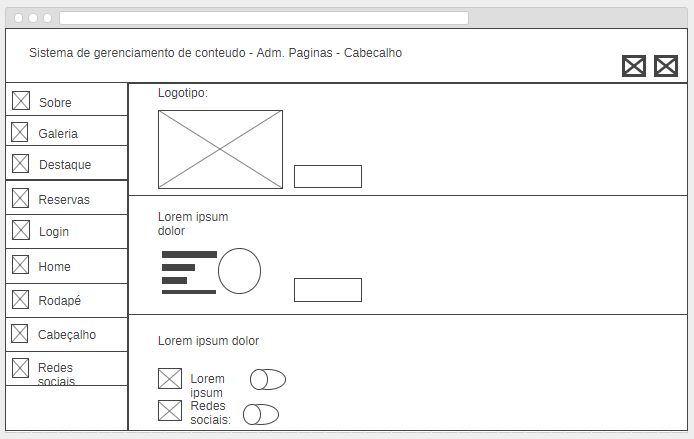 Sistema de gerenciamento de conteudo - Adm. Paginas - Cabecalho
Sobre
Galeria
Destaque
Reservas
Login
Home
Rodapé
Cabeçalho
Redes
sociais
Logotipo:
Lorem ipsum
dolor
Lorem ipsum dolor
Lorem
ipsum
Redes
sociais: